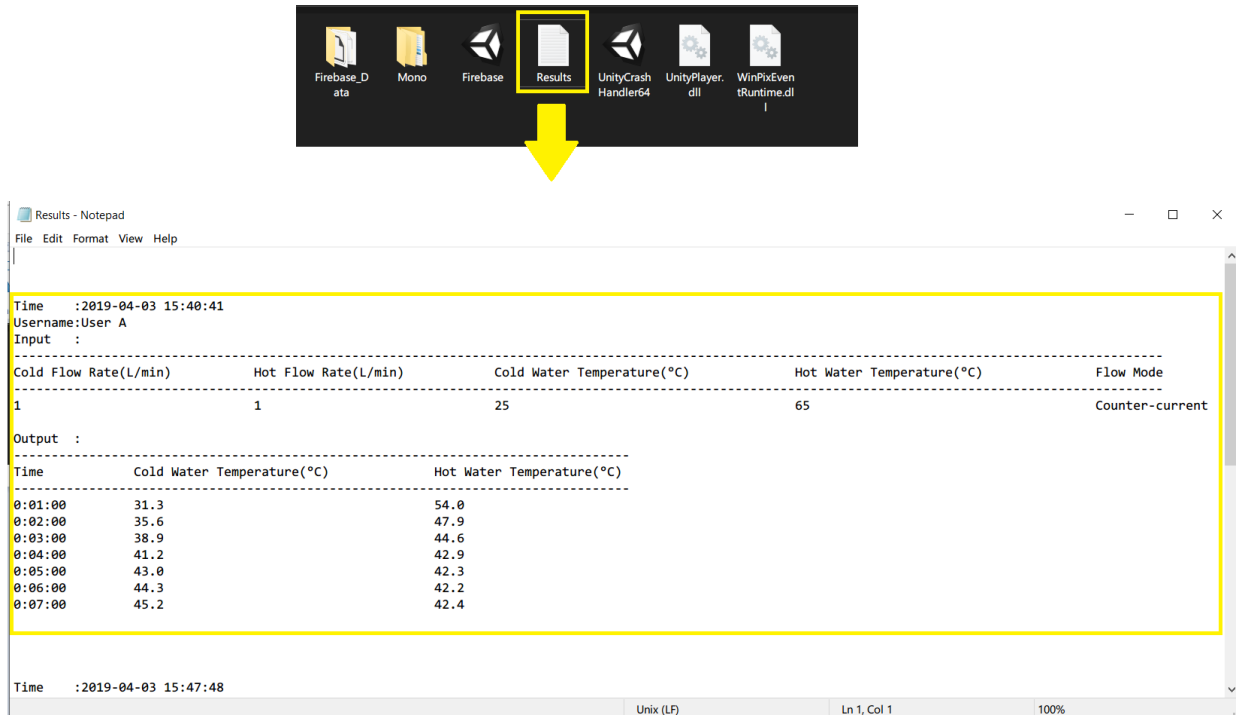 Firebase_D
ata
Mono
Firebase
Results
UnityCrash
Handler64
UnityPlayer.
dll
WinPixEven
tRuntime.dl
l
Results - Notepad
File Edit Format View Help
Time :2019-04-03 15:40:41
Username:User A
Input :
Cold Flow Rate(L/min) Hot Flow Rate(L/min) Cold Water Temperature(°C) Hot Water Temperature(°C) Flow Mode
1 1 25 65 Counter-current
Output :
Time Cold Water Temperature(°C) Hot Water Temperature(°C)
0:01:00 31.3 54.0
0:02:00 35.6 47.9
0:03:00 38.9 44.6
0:04:00 41.2 42.9
0:05:00 43.0 42.3
0:06:00 44.3 42.2
0:07:00 45.2 42.4
Time :2019-04-03 15:47:48
Unix (LF) Ln 1, Col 1 100%